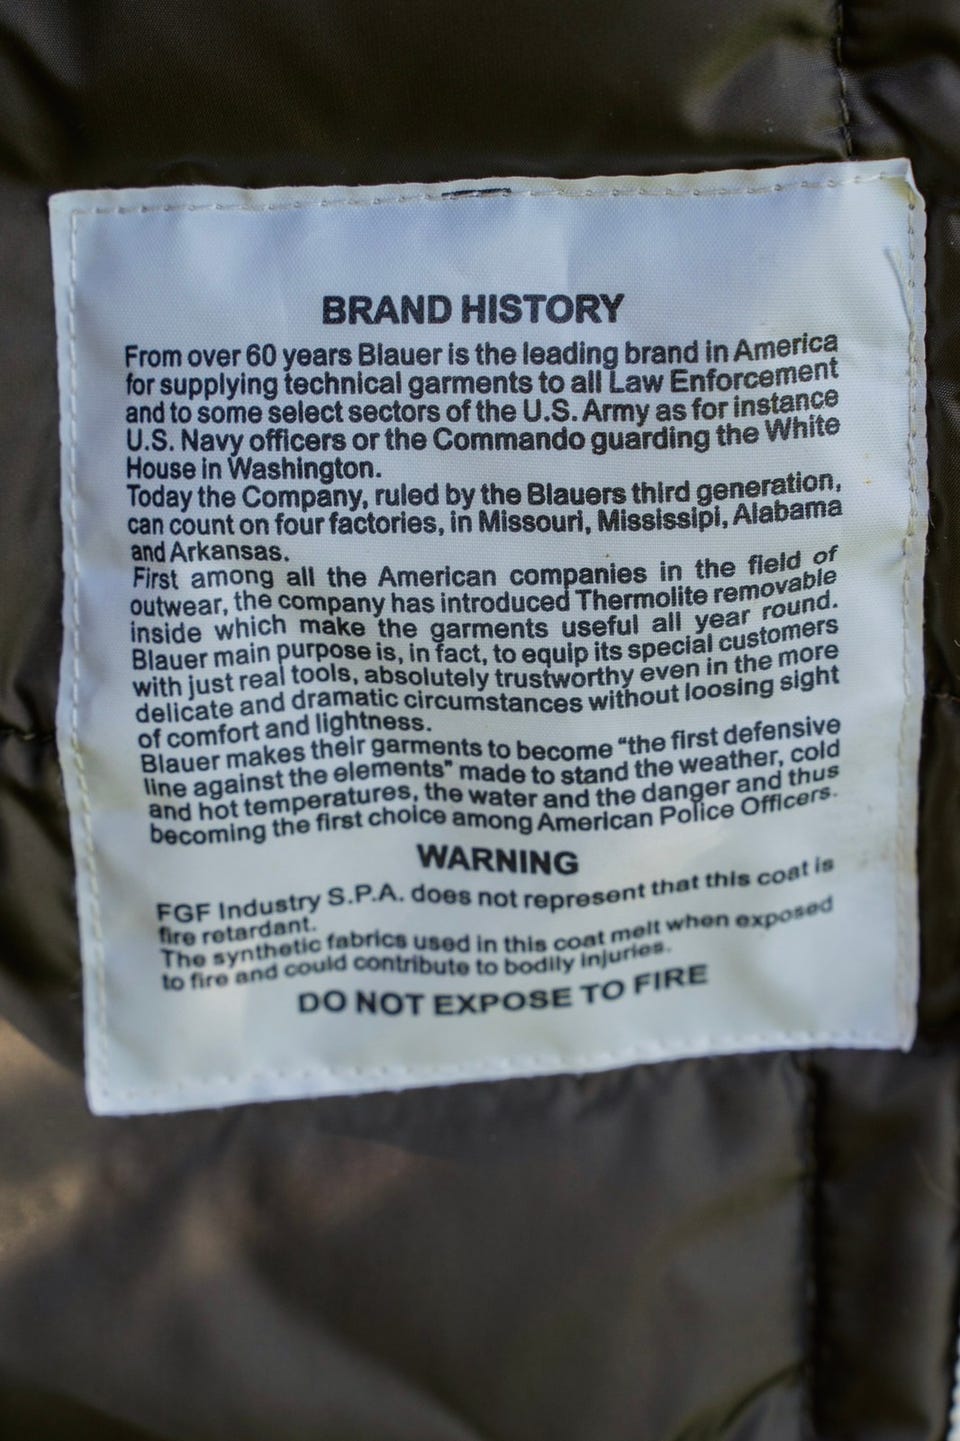 BRAND HISTORY
From over 60 years Blauer is the leading brand in America
for supplying technical garments to all Law Enforcement
and to some select sectors of the U.S. Army as for instance
U.S. Navy officers or the Commando guarding the White
House in Washington.
Today the Company, ruled by the Blauers third generation,
can count on four factories, in Missouri, Mississipi, Alabama
and Arkansas.
First among all the American companies in the field of
outwear, the company has introduced Thermolite removable
inside which make the garments useful all year round.
Blauer main purpose is, in fact, to equip its special customers
with just real tools, absolutely trustworthy even in the more
delicate and dramatic circumstances without loosing sight
of comfort and lightness.
Blauer makes their garments to become “the first defensive
line against the elements” made to stand the weather, cold
and hot temperatures, the water and the danger and thus
becoming the first choice among American Police Officers.
WARNING
FGF Industry S.P.A. does not represent that this coat is
fire retardant.
The synthetic fabrics used in this coat melt when exposed
to fire and could contribute to bodily injuries.
DO NOT EXPOSE TO FIRE